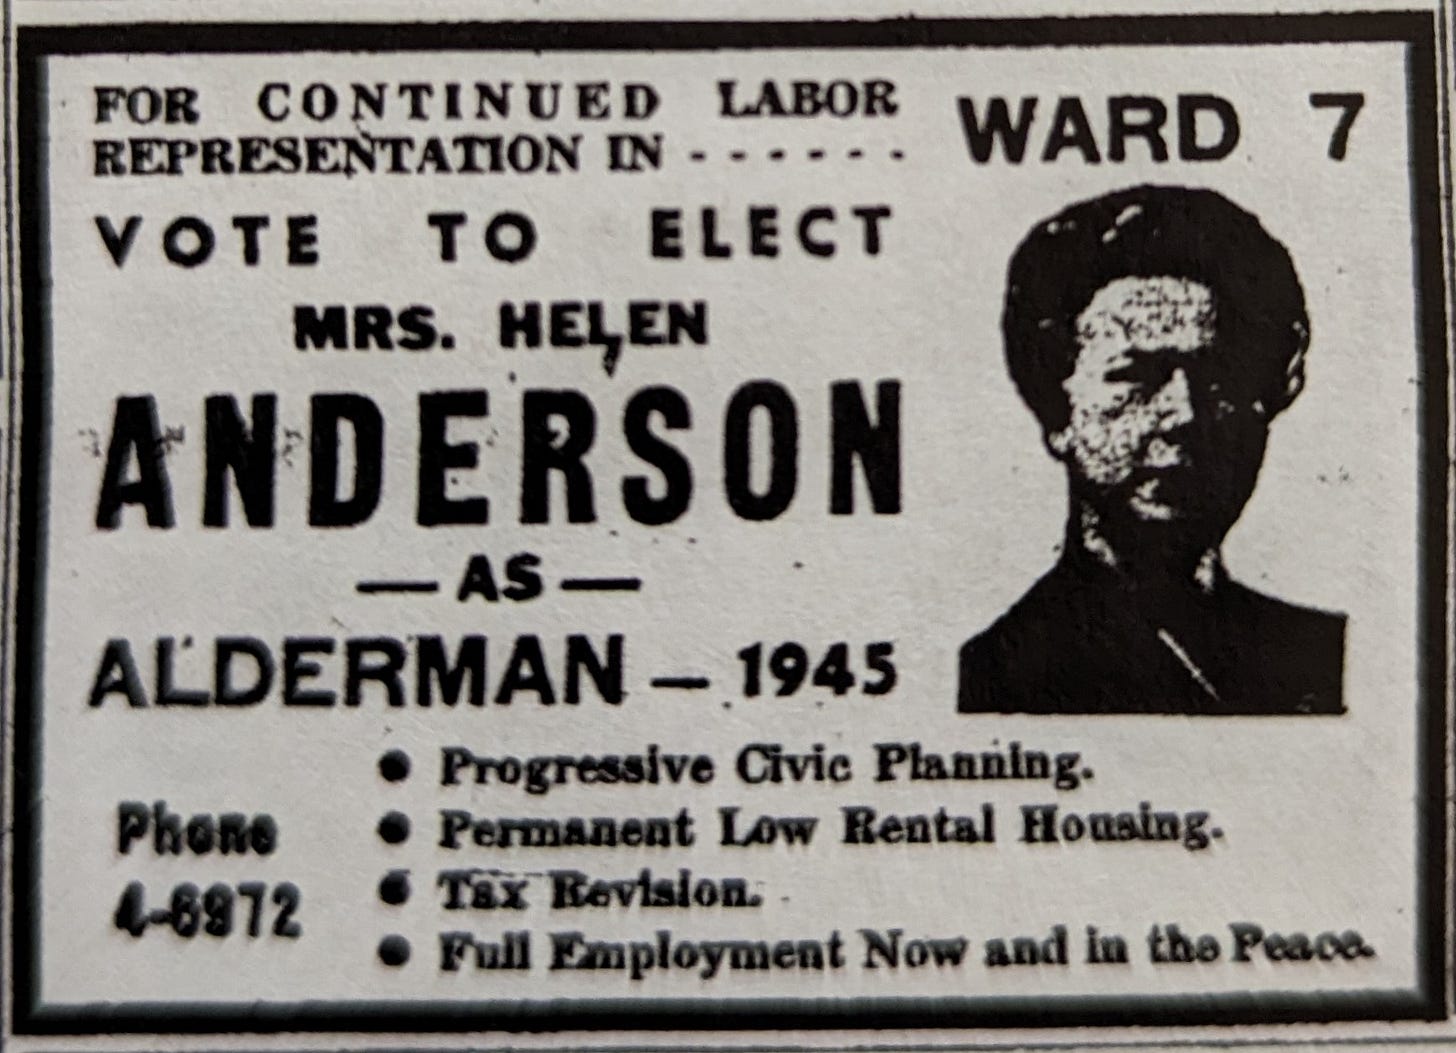 FOR CONTINUED LABOR
REPRESENTATION IN - - - - - -
WARD 7
VOTE TO ELECT
MRS. HELEN
ANDERSON
— AS —
ALDERMAN — 1945
Phone
4-6972
• Progressive Civic Planning.
• Permanent Low Rental Housing.
• Tax Revision.
• Full Employment Now and in the Peace.